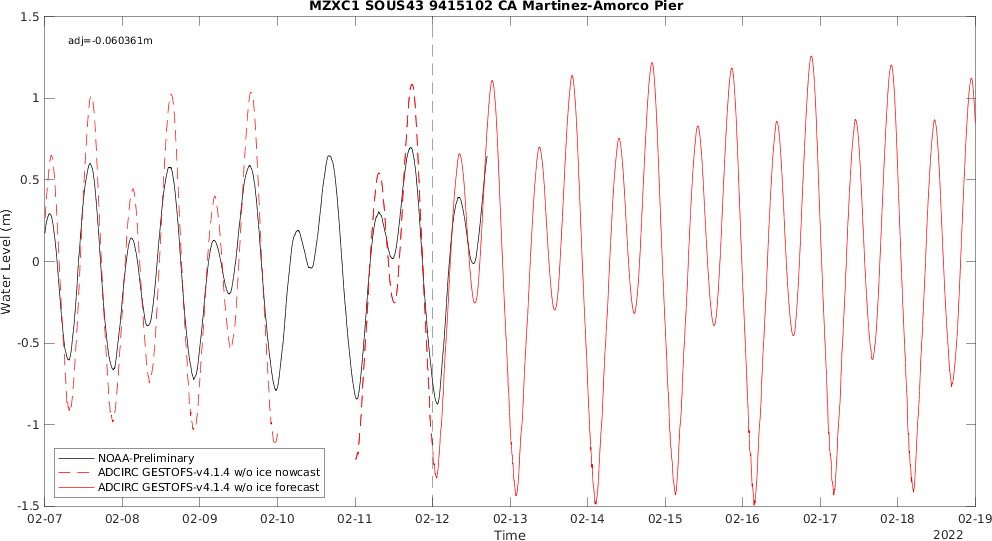 MZXC1 SOUS43 9415102 CA Martinez-Amorco Pier
adj=-0.060361m
1.5
1
0.5
0
-0.5
-1
-1.5
Water Level (m)
NOAA-Preliminary
ADCIRC GESTOFS-v4.1.4 w/o ice nowcast
ADCIRC GESTOFS-v4.1.4 w/o ice forecast
02-07 02-08 02-09 02-10 02-11 02-12 02-13 02-14 02-15 02-16 02-17 02-18 02-19
Time
2022